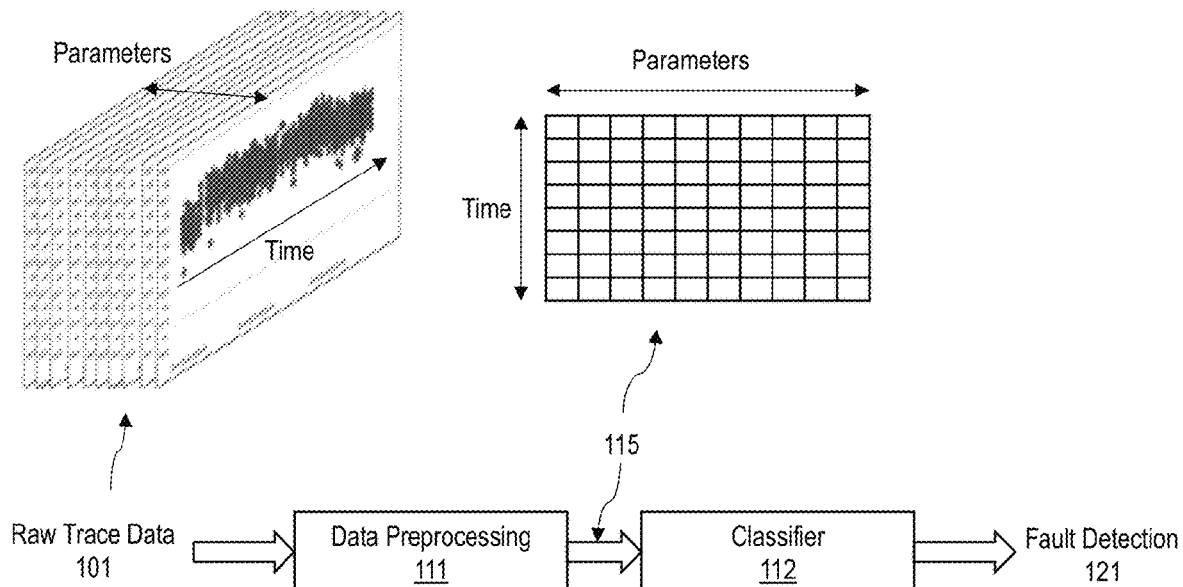 Parameters
Time
Parameters
Time
115
Raw Trace Data
101
Data Preprocessing
111
Classifier
112
Fault Detection
121